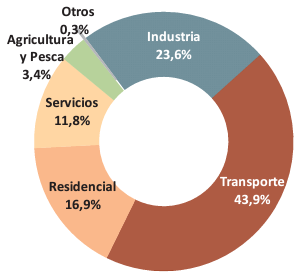 Otros
0,3%
Industria
23,6%
Agricultura
y Pesca
3,4%
Servicios
11,8%
Transporte
43,9%
Residencial
16,9%